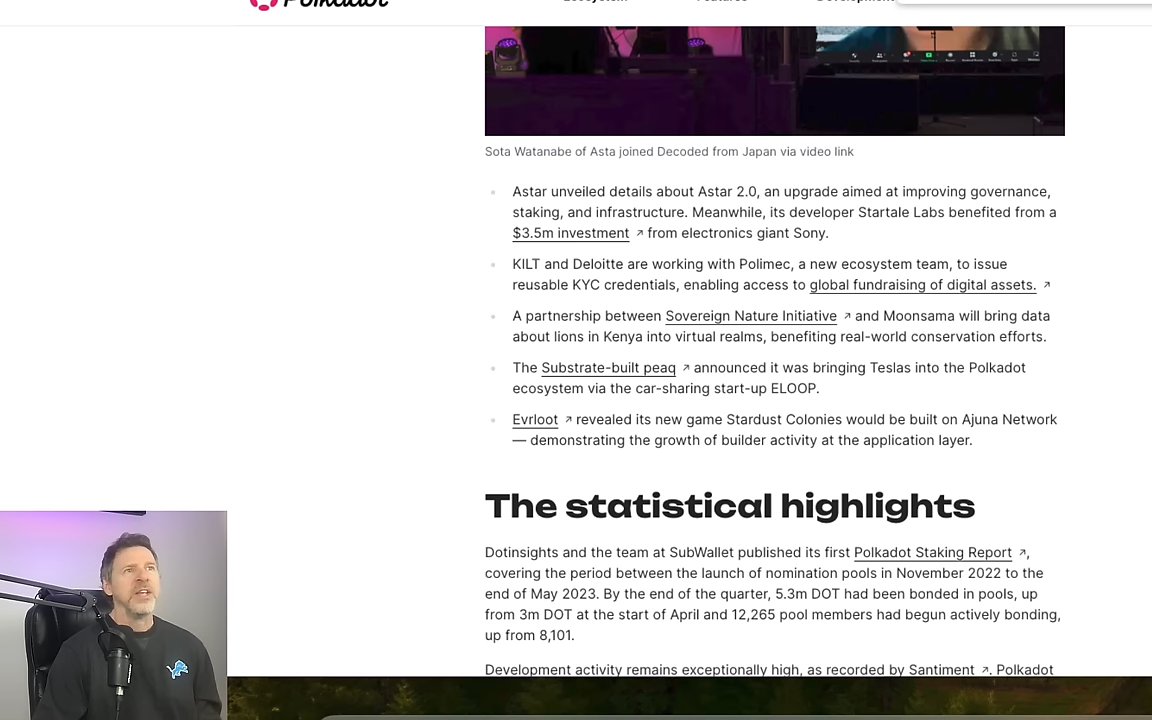 Polkadot
Ecosystem Features Development
Sota Watanabe of Asta joined Decoded from Japan via video link
Astar unveiled details about Astar 2.0, an upgrade aimed at improving governance,
staking, and infrastructure. Meanwhile, its developer Startale Labs benefited from a
$3.5m investment ↗ from electronics giant Sony.
KILT and Deloitte are working with Polimec, a new ecosystem team, to issue
reusable KYC credentials, enabling access to global fundraising of digital assets. ↗
A partnership between Sovereign Nature Initiative ↗ and Moonsama will bring data
about lions in Kenya into virtual realms, benefiting real-world conservation efforts.
The Substrate-built peaq ↗ announced it was bringing Teslas into the Polkadot
ecosystem via the car-sharing start-up ELOOP.
Evrloot ↗ revealed its new game Stardust Colonies would be built on Ajuna Network
— demonstrating the growth of builder activity at the application layer.
The statistical highlights
Dotinsights and the team at SubWallet published its first Polkadot Staking Report ↗,
covering the period between the launch of nomination pools in November 2022 to the
end of May 2023. By the end of the quarter, 5.3m DOT had been bonded in pools, up
from 3m DOT at the start of April and 12,265 pool members had begun actively bonding,
up from 8,101.
Development activity remains exceptionally high, as recorded by Santiment ↗. Polkadot